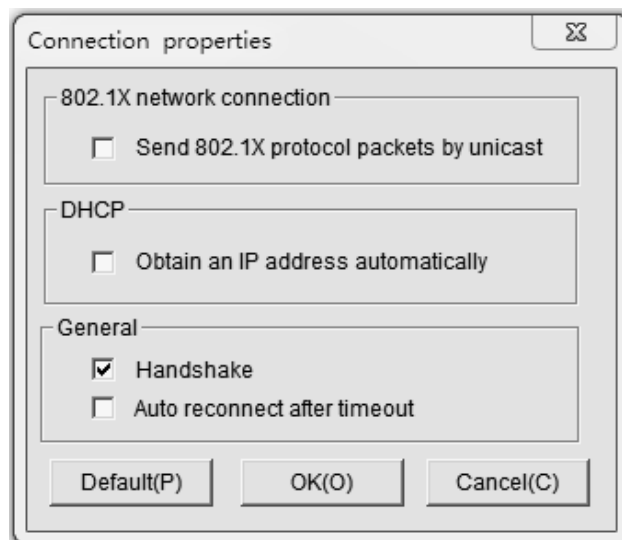 Connection properties
802.1X network connection
Send 802.1X protocol packets by unicast
DHCP
Obtain an IP address automatically
General
Handshake
Auto reconnect after timeout
Default(P) OK(O) Cancel(C)